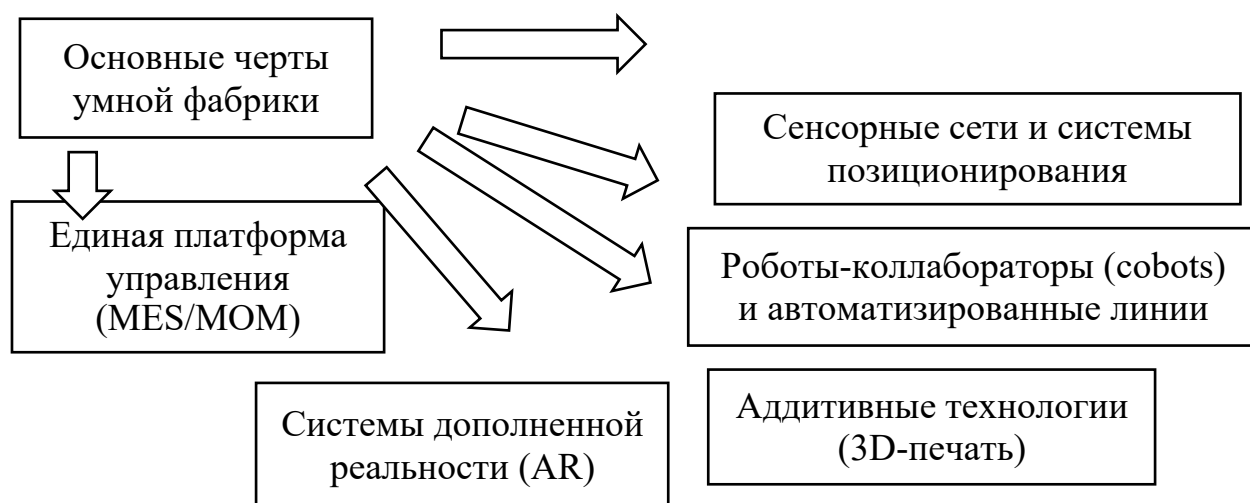 Основные черты
умной фабрики
Сенсорные сети и системы
позиционирования
Единая платформа
управления
(MES/MOM)
Роботы-коллабораторы (cobots)
и автоматизированные линии
Системы дополненной
реальности (AR)
Аддитивные технологии
(3D-печать)